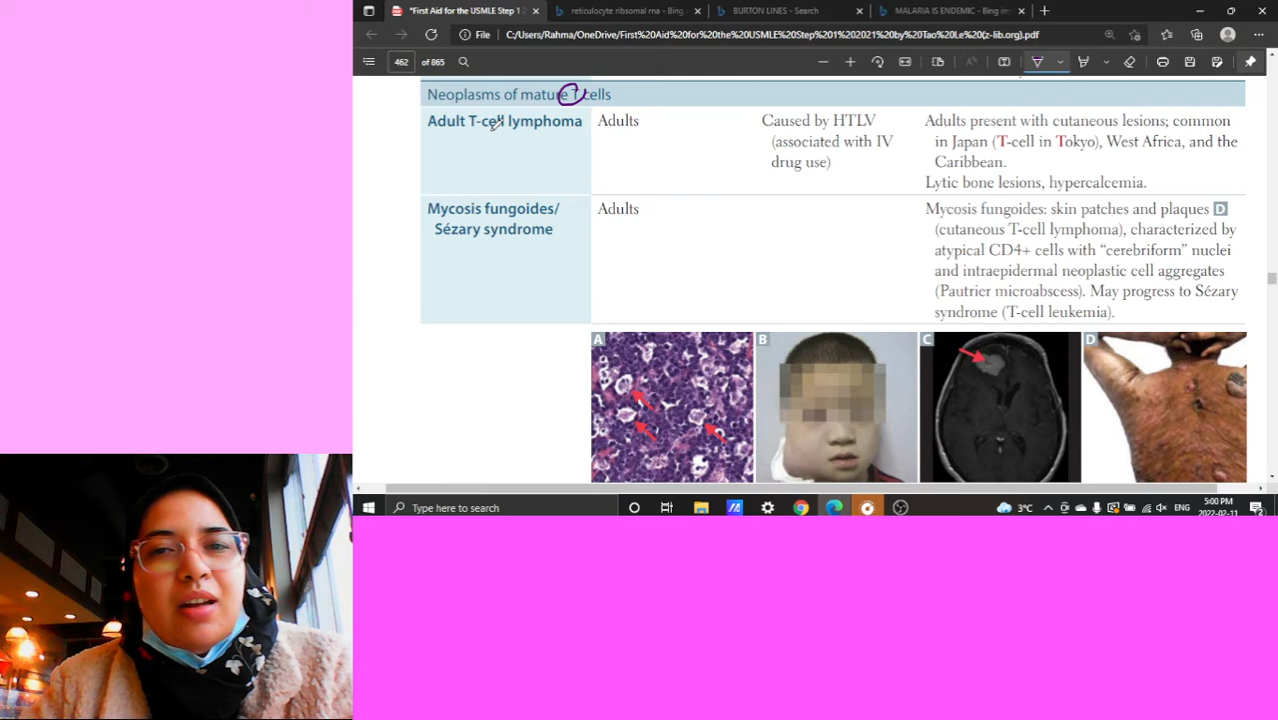 "First Aid for the USMLE Step 1 2
reticulocyte ribosomal rna - Bing
BURTON LINES - Search
MALARIA IS ENDEMIC - Bing im
File
C:/Users/Rahma/OneDrive/First%20Aid%20for%20the%20USMLE%20Step%201%202021%20by%20Tao%20Le%20(z-lib.org).pdf
462 of 865
Neoplasms of mature T cells
Adult T-cell lymphoma
Adults
Caused by HTLV
(associated with IV
drug use)
Adults present with cutaneous lesions; common
in Japan (T-cell in Tokyo), West Africa, and the
Caribbean.
Lytic bone lesions, hypercalcemia.
Mycosis fungoides/
Sézary syndrome
Adults
Mycosis fungoides: skin patches and plaques D
(cutaneous T-cell lymphoma), characterized by
atypical CD4+ cells with “cerebriform” nuclei
and intraepidermal neoplastic cell aggregates
(Pautrier microabscess). May progress to Sézary
syndrome (T-cell leukemia).
A
B
C
D
Type here to search
3°C
ENG
5:00 PM
2022-02-11